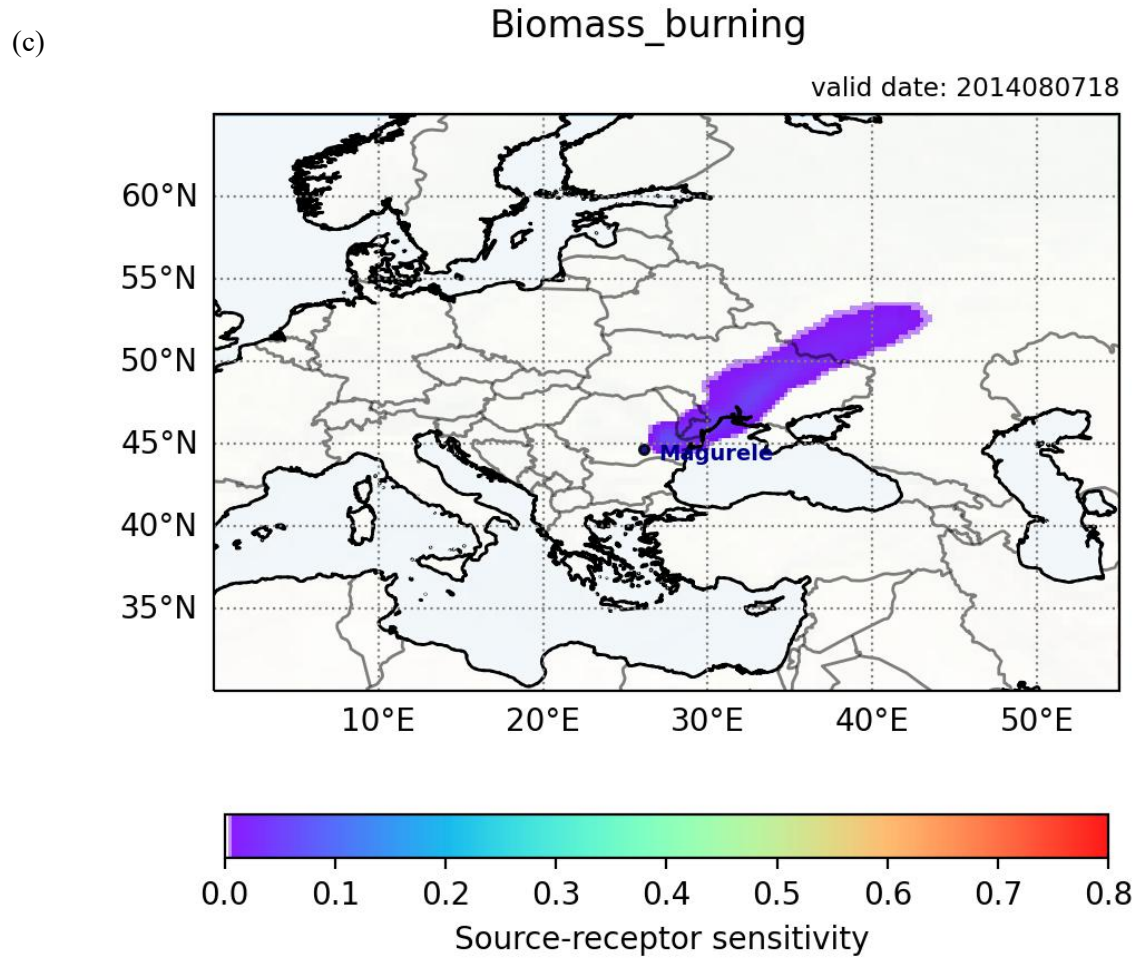 Biomass_burning
(c)
valid date: 2014080718
60°N
55°N
50°N
45°N
Magurele
40°N
35°N
10°E 20°E 30°E 40°E 50°E
0.0 0.1 0.2 0.3 0.4 0.5 0.6 0.7 0.8
Source-receptor sensitivity